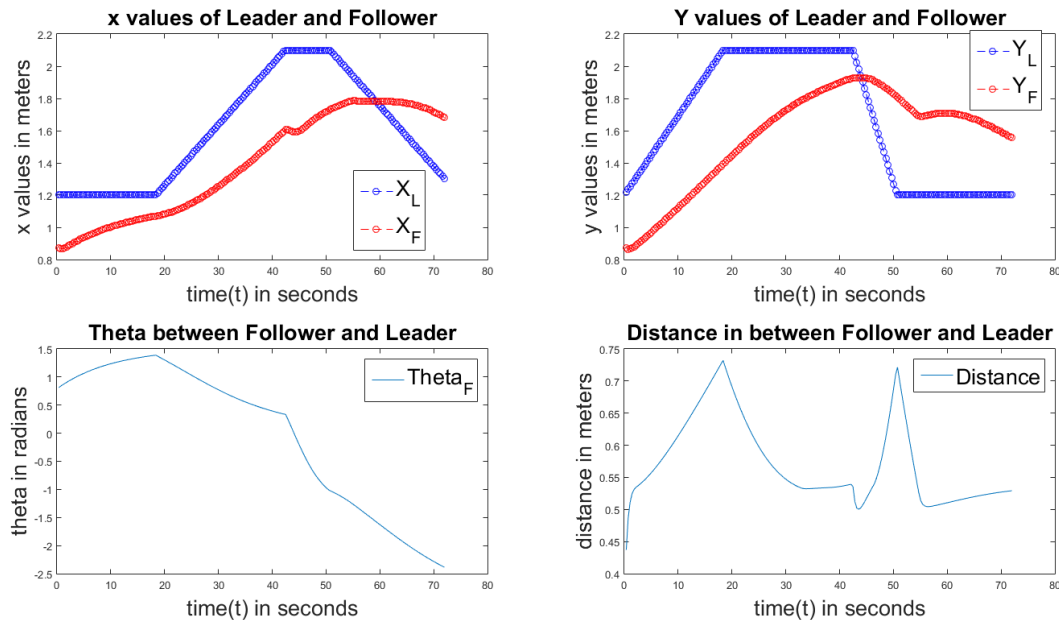 x values of Leader and Follower
x values in meters
2.2
2
1.8
1.6
1.4
1.2
1
0.8
0 10 20 30 40 50 60 70 80
time(t) in seconds
X_L
X_F
Y values of Leader and Follower
y values in meters
2.2
2
1.8
1.6
1.4
1.2
1
0.8
0 10 20 30 40 50 60 70 80
time(t) in seconds
Y_L
Y_F
Theta between Follower and Leader
theta in radians
1.5
1
0.5
0
-0.5
-1
-1.5
-2
-2.5
0 10 20 30 40 50 60 70 80
time(t) in seconds
Theta_F
Distance in between Follower and Leader
distance in meters
0.75
0.7
0.65
0.6
0.55
0.5
0.45
0.4
0 10 20 30 40 50 60 70 80
time(t) in seconds
Distance